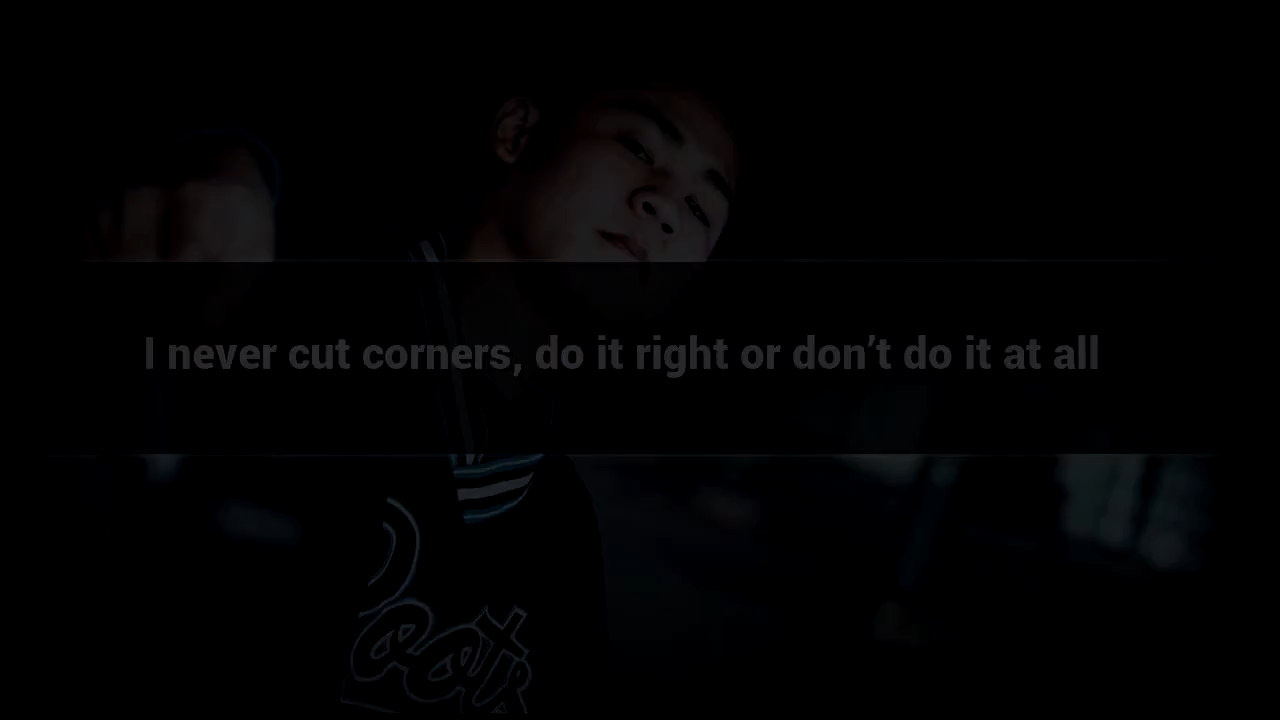 I never cut corners, do it right or don’t do it at all